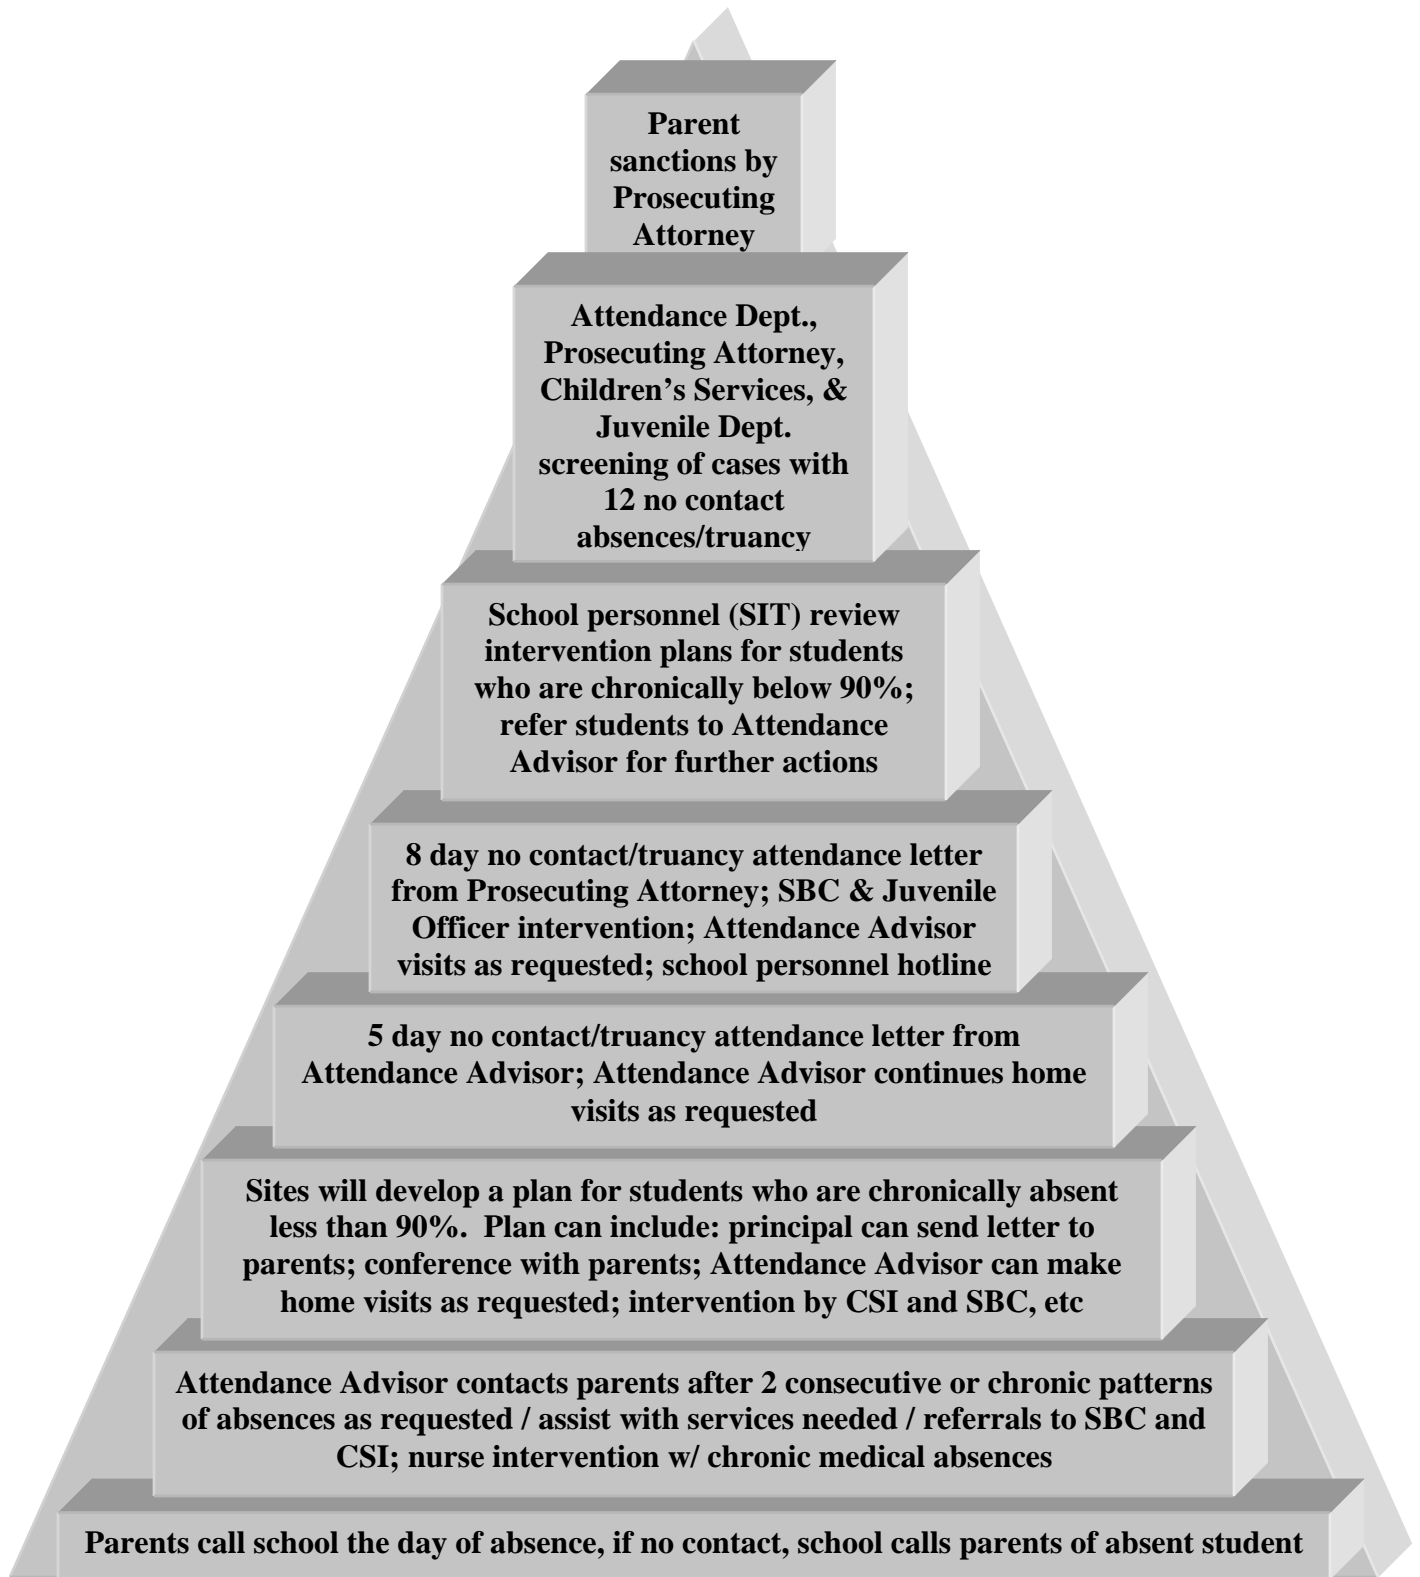 Parent
sanctions by
Prosecuting
Attorney
Attendance Dept.,
Prosecuting Attorney,
Children’s Services, &
Juvenile Dept.
screening of cases with
12 no contact
absences/truancy
School personnel (SIT) review
intervention plans for students
who are chronically below 90%;
refer students to Attendance
Advisor for further actions
8 day no contact/truancy attendance letter
from Prosecuting Attorney; SBC & Juvenile
Officer intervention; Attendance Advisor
visits as requested; school personnel hotline
5 day no contact/truancy attendance letter from
Attendance Advisor; Attendance Advisor continues home
visits as requested
Sites will develop a plan for students who are chronically absent
less than 90%.  Plan can include: principal can send letter to
parents; conference with parents; Attendance Advisor can make
home visits as requested; intervention by CSI and SBC, etc
Attendance Advisor contacts parents after 2 consecutive or chronic patterns
of absences as requested / assist with services needed / referrals to SBC and
CSI; nurse intervention w/ chronic medical absences
Parents call school the day of absence, if no contact, school calls parents of absent student